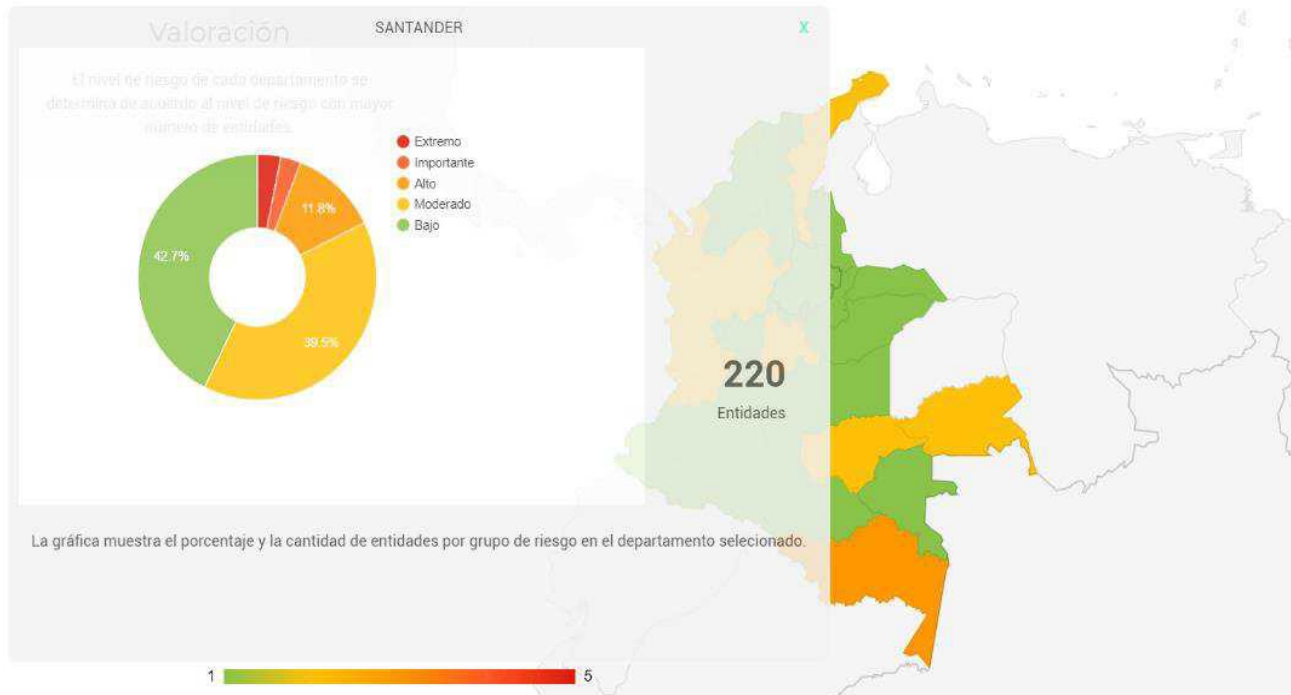 Valoración
SANTANDER
X
El nivel de riesgo de cada departamento se
determina de acuerdo al nivel de riesgo con mayor
número de entidades.
Extremo
Importante
Alto
Moderado
Bajo
11.8%
42.7%
39.5%
220
Entidades
La gráfica muestra el porcentaje y la cantidad de entidades por grupo de riesgo en el departamento selecionado.
1
5